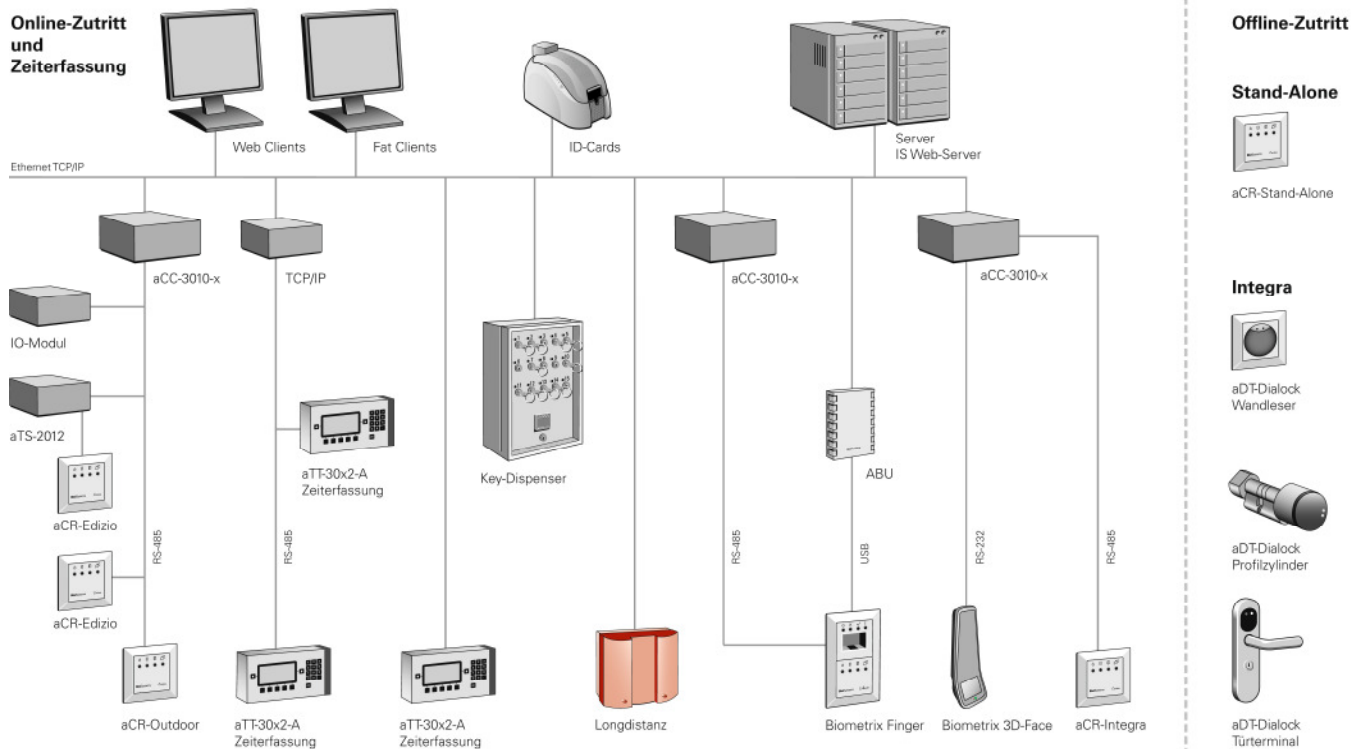 Online-Zutritt
und
Zeiterfassung
Offline-Zutritt
Stand-Alone
Web Clients
Fat Clients
ID-Cards
Server
IS Web-Server
Ethernet TCP/IP
aCR-Stand-Alone
aCC-3010-x
TCP/IP
aCC-3010-x
aCC-3010-x
Integra
IO-Modul
aDT-Dialock
Wandleser
aTS-2012
aTT-30x2-A
Zeiterfassung
Key-Dispenser
ABU
aCR-Edizio
RS-485
RS-485
RS-485
USB
RS-232
RS-485
aDT-Dialock
Profilzylinder
aCR-Edizio
aCR-Outdoor
aTT-30x2-A
Zeiterfassung
aTT-30x2-A
Zeiterfassung
Longdistanz
Biometrix Finger
Biometrix 3D-Face
aCR-Integra
aDT-Dialock
Türterminal